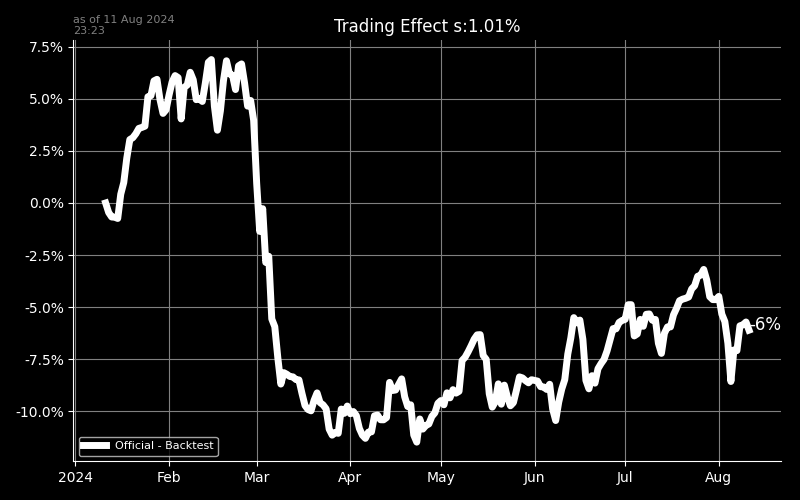 as of 11 Aug 2024
23:23
Trading Effect s:1.01%
7.5%
5.0%
2.5%
0.0%
-2.5%
-5.0%
-7.5%
-10.0%
-6%
Official - Backtest
2024 Feb Mar Apr May Jun Jul Aug